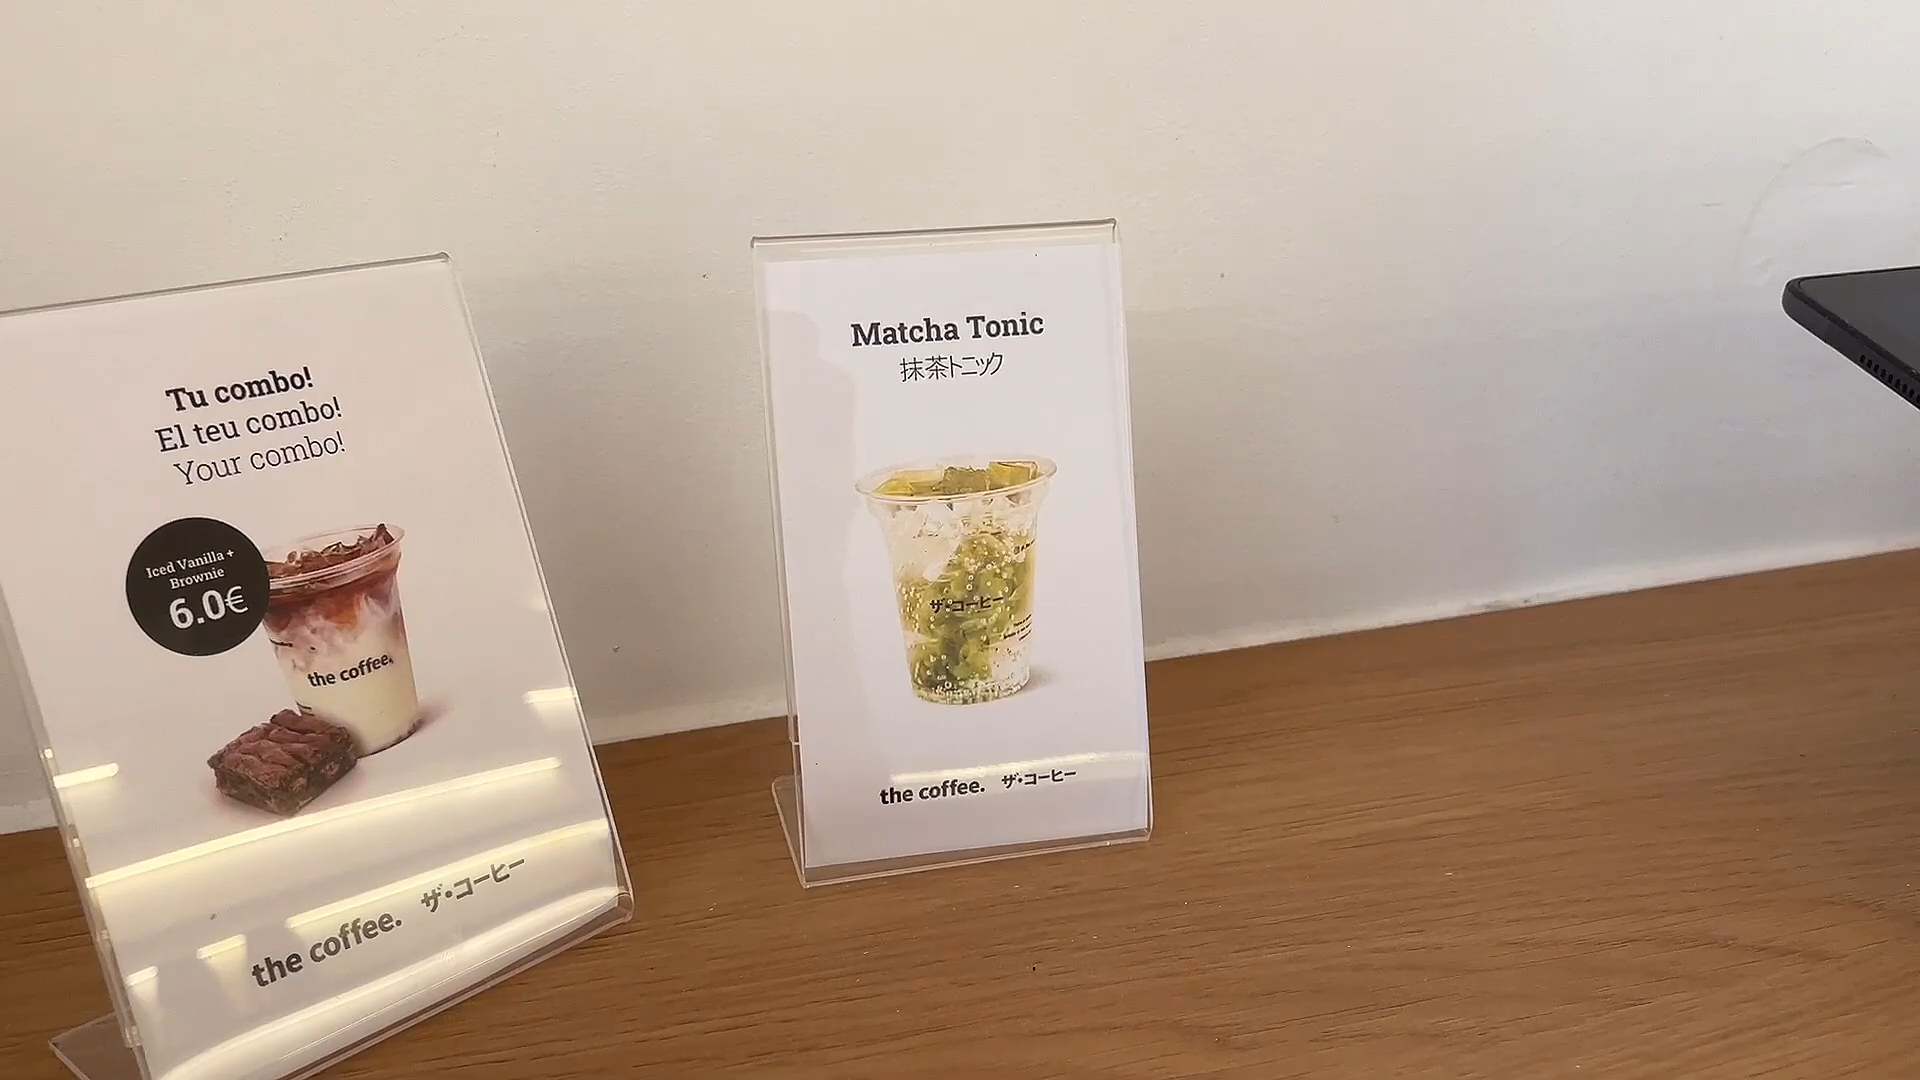 Tu combo!
El teu combo!
Your combo!
Iced Vanilla +
Brownie
6.0€
the coffee.
the coffee. ザ・コーヒー
Matcha Tonic
抹茶トニック
ザ・コーヒー
the coffee. ザ・コーヒー